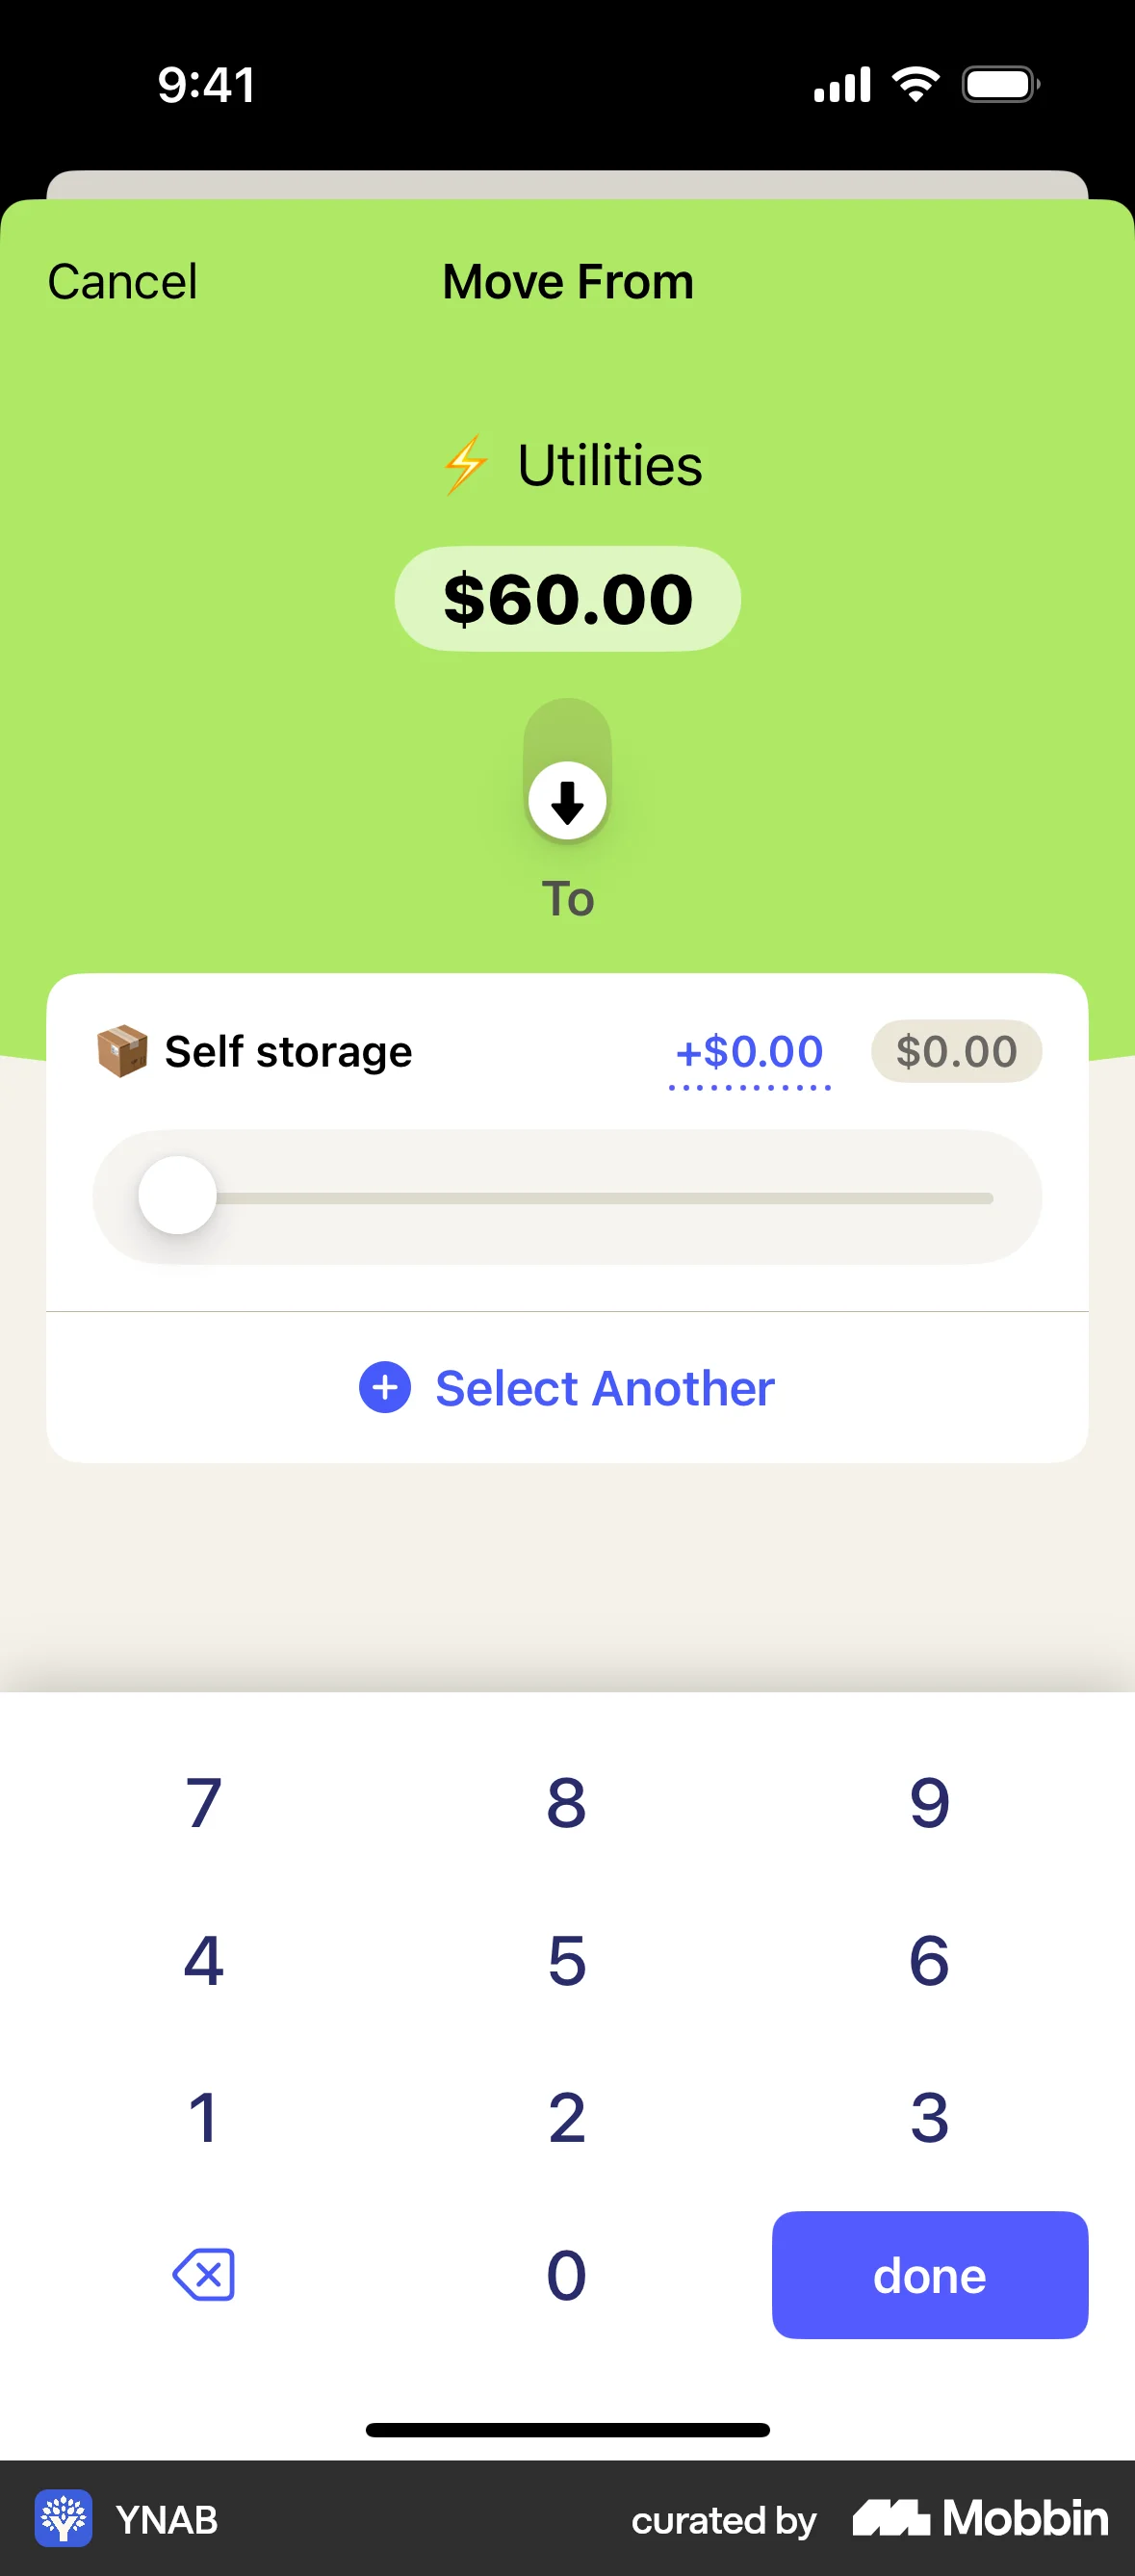 9:41
Cancel Move From
⚡ Utilities
$60.00
To
Self storage +$0.00 $0.00
Select Another
7 8 9
4 5 6
1 2 3
0 done
YNAB curated by Mobbin